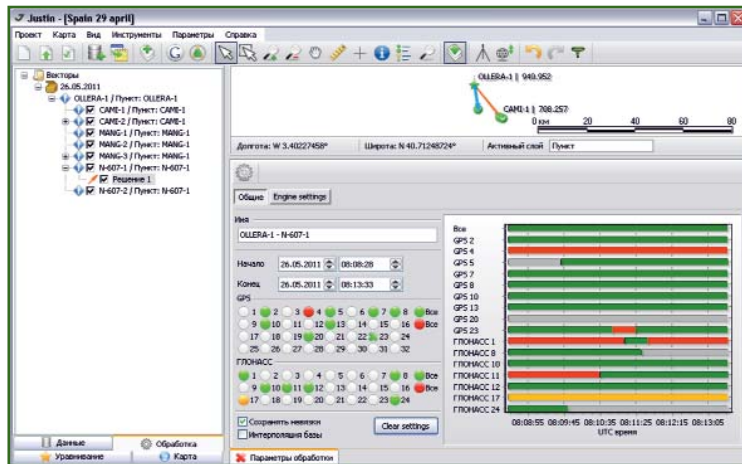 Justin - [Spain 29 april]
Проект Карта Вид Инструменты Параметры Справка
Векторы
26.05.2011
OLLERA-1 / Пункт: OLLERA-1
CAMI-1 / Пункт: CAMI-1
CAMI-2 / Пункт: CAMI-1
MANG-1 / Пункт: MANG-1
MANG-2 / Пункт: MANG-1
MANG-3 / Пункт: MANG-1
N-607-1 / Пункт: N-607-1
Решение 1
N-607-2 / Пункт: N-607-1
Данные Обработка
Уравнивание Карта
OLLERA-1 | 940.952
CAMI-1 | 708.257
0 км 20 40 60 80
Долгота: W 3.40227458° Широта: N 40.71248724° Активный слой Пункт
Общие Engine settings
Имя
OLLERA-1 - N-607-1
Начало 26.05.2011 08:08:28
Конец 26.05.2011 08:13:33
GPS
1 2 3 4 5 6 7 8 Все
9 10 11 12 13 14 15 16 Все
17 18 19 20 21 22 23 24
25 26 27 28 29 30 31 32
ГЛОНАСС
1 2 3 4 5 6 7 8 Все
9 10 11 12 13 14 15 16 Все
17 18 19 20 21 22 23 24
Сохранять невязки
Интерполяция базы
Clear settings
Параметры обработки
Все
GPS 2
GPS 4
GPS 5
GPS 7
GPS 8
GPS 10
GPS 13
GPS 20
GPS 23
ГЛОНАСС 1
ГЛОНАСС 8
ГЛОНАСС 10
ГЛОНАСС 11
ГЛОНАСС 12
ГЛОНАСС 17
ГЛОНАСС 24
08:08:55 08:09:45 08:10:35 08:11:25 08:12:15 08:13:05
UTC время